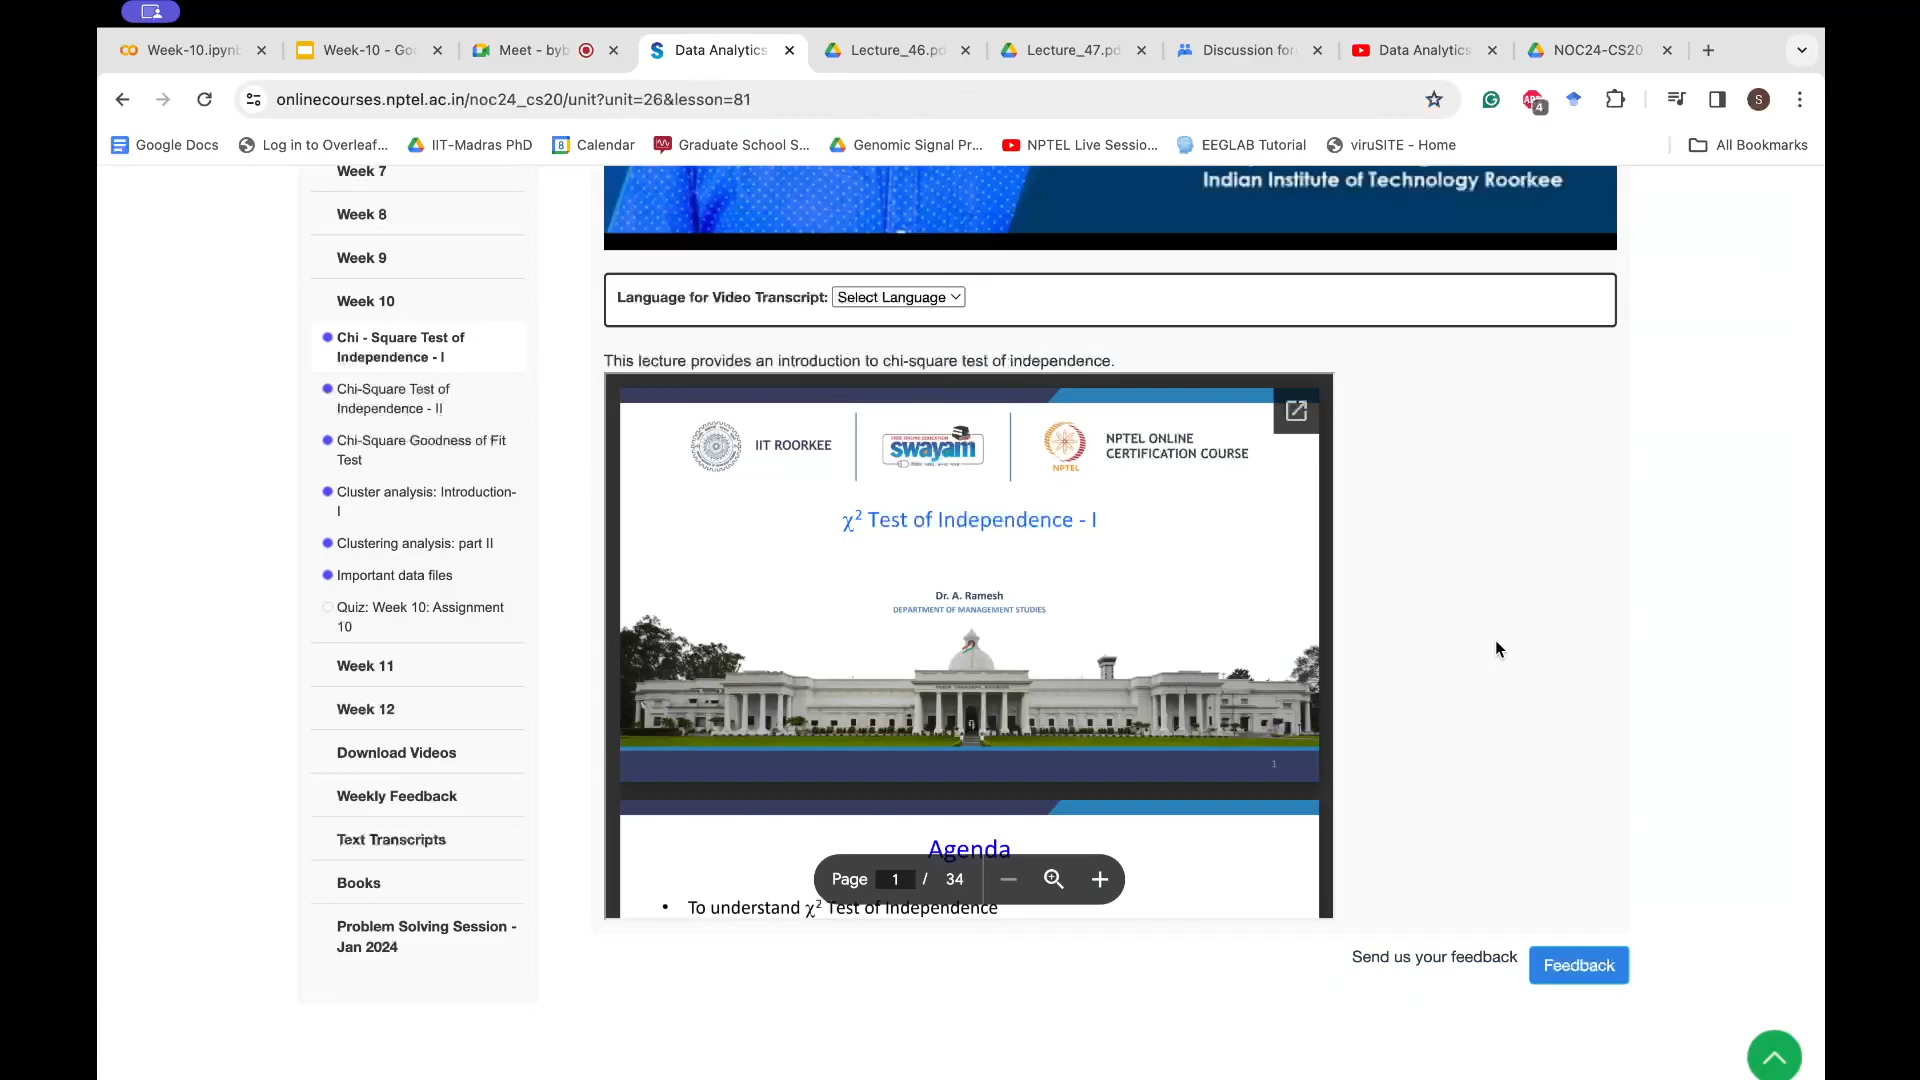 Week-10.ipynb
Week-10 - Goo
Meet - byb
Data Analytics
Lecture_46.pd
Lecture_47.pd
Discussion for
Data Analytics
NOC24-CS20
onlinecourses.nptel.ac.in/noc24_cs20/unit?unit=26&lesson=81
4
S
Google Docs
Log in to Overleaf...
IIT-Madras PhD
8
Calendar
Graduate School S...
Genomic Signal Pr...
NPTEL Live Sessio...
EEGLAB Tutorial
viruSITE - Home
All Bookmarks
Week 7
Week 8
Week 9
Week 10
Chi - Square Test of
Independence - I
Chi-Square Test of
Independence - II
Chi-Square Goodness of Fit
Test
Cluster analysis: Introduction-
I
Clustering analysis: part II
Important data files
Quiz: Week 10: Assignment
10
Week 11
Week 12
Download Videos
Weekly Feedback
Text Transcripts
Books
Problem Solving Session -
Jan 2024
Indian Institute of Technology Roorkee
Language for Video Transcript: Select Language
This lecture provides an introduction to chi-square test of independence.
IIT ROORKEE
FREE ONLINE EDUCATION
swayam
NPTEL
NPTEL ONLINE
CERTIFICATION COURSE
χ² Test of Independence - I
Dr. A. Ramesh
DEPARTMENT OF MANAGEMENT STUDIES
1
Agenda
Page 1 / 34
• To understand χ² Test of Independence
Send us your feedback
Feedback